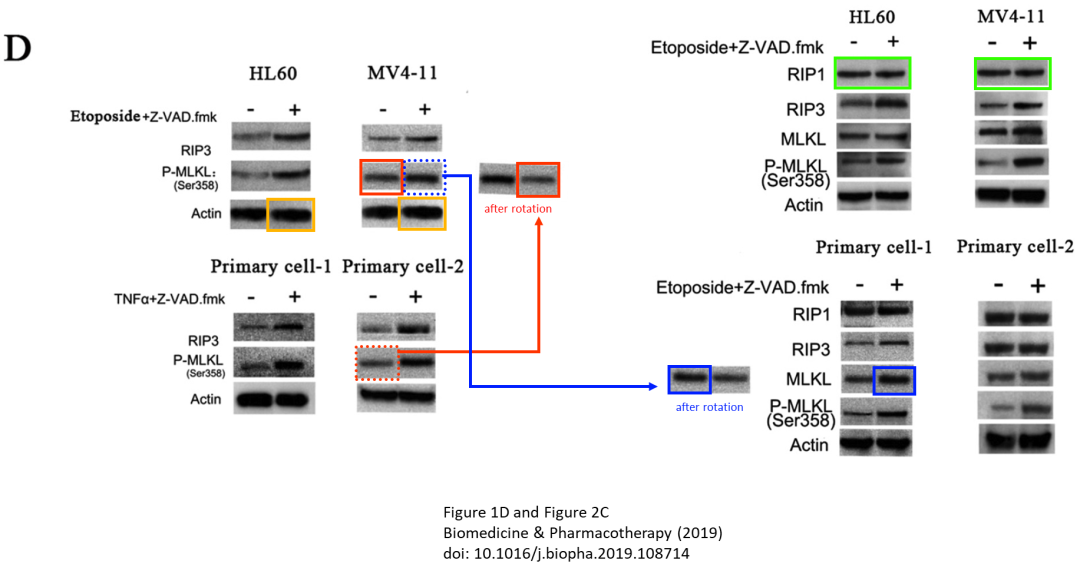 D
HL60 MV4-11
Etoposide+Z-VAD.fmk - + - +
RIP3
P-MLKL:
(Ser358)
Actin
after rotation
Primary cell-1 Primary cell-2
TNFα+Z-VAD.fmk - + - +
RIP3
P-MLKL
(Ser358)
Actin
HL60 MV4-11
Etoposide+Z-VAD.fmk - + - +
RIP1
RIP3
MLKL
P-MLKL
(Ser358)
Actin
Primary cell-1 Primary cell-2
Etoposide+Z-VAD.fmk - + - +
RIP1
RIP3
MLKL
after rotation
P-MLKL
(Ser358)
Actin
Figure 1D and Figure 2C
Biomedicine & Pharmacotherapy (2019)
doi: 10.1016/j.biopha.2019.108714